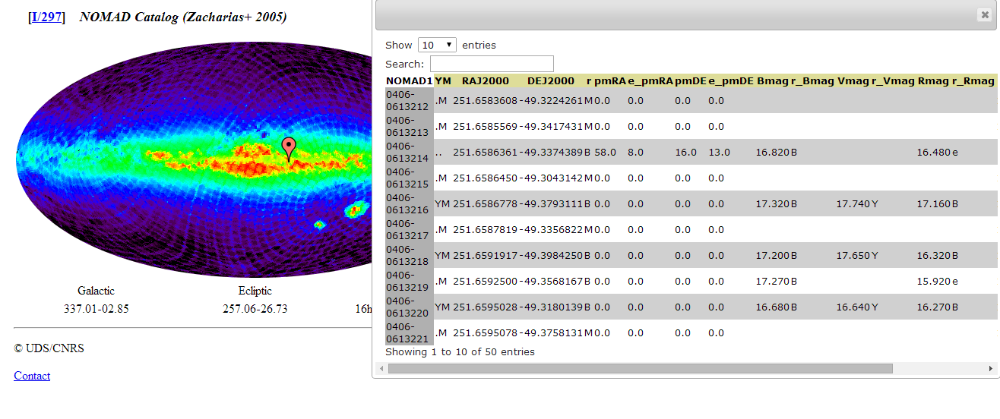 [I/297] NOMAD Catalog (Zacharias+ 2005)
Galactic Ecliptic
337.01-02.85 257.06-26.73 16h
© UDS/CNRS
Contact
Show 10 entries
Search:
NOMAD1 YM RAJ2000 DEJ2000 r pmRA e_pmRA pmDE e_pmDE Bmag r_Bmag Vmag r_Vmag Rmag r_Rmag
0406-
0613212 .M 251.6583608 -49.3224261 M 0.0 0.0 0.0 0.0
0406-
0613213 .M 251.6585569 -49.3417431 M 0.0 0.0 0.0 0.0
0406-
0613214 .. 251.6586361 -49.3374389 B 58.0 8.0 16.0 13.0 16.820 B 16.480 e
0406-
0613215 .M 251.6586450 -49.3043142 M 0.0 0.0 0.0 0.0
0406-
0613216 YM 251.6586778 -49.3793111 B 0.0 0.0 0.0 0.0 17.320 B 17.740 Y 17.160 B
0406-
0613217 .M 251.6587819 -49.3356822 M 0.0 0.0 0.0 0.0
0406-
0613218 YM 251.6591917 -49.3984250 B 0.0 0.0 0.0 0.0 17.200 B 17.650 Y 16.320 B
0406-
0613219 .M 251.6592500 -49.3568167 B 0.0 0.0 0.0 0.0 17.270 B 15.920 e
0406-
0613220 YM 251.6595028 -49.3180139 B 0.0 0.0 0.0 0.0 16.680 B 16.640 Y 16.270 B
0406-
0613221 .M 251.6595078 -49.3758131 M 0.0 0.0 0.0 0.0
Showing 1 to 10 of 50 entries